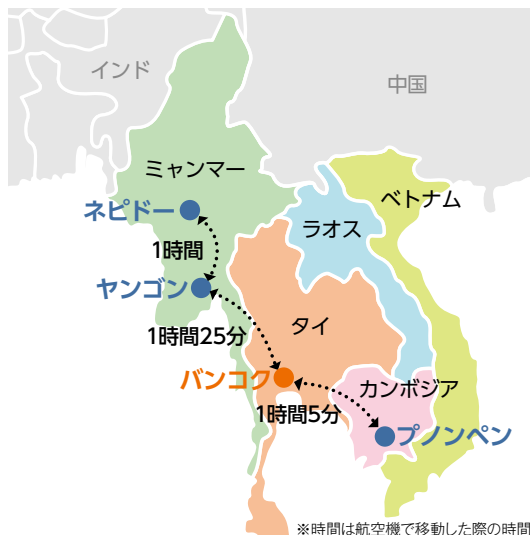 インド
中国
ミャンマー
ベトナム
ネピドー
ラオス
1時間
ヤンゴン
タイ
1時間25分
バンコク
カンボジア
1時間5分
プノンペン
※時間は航空機で移動した際の時間